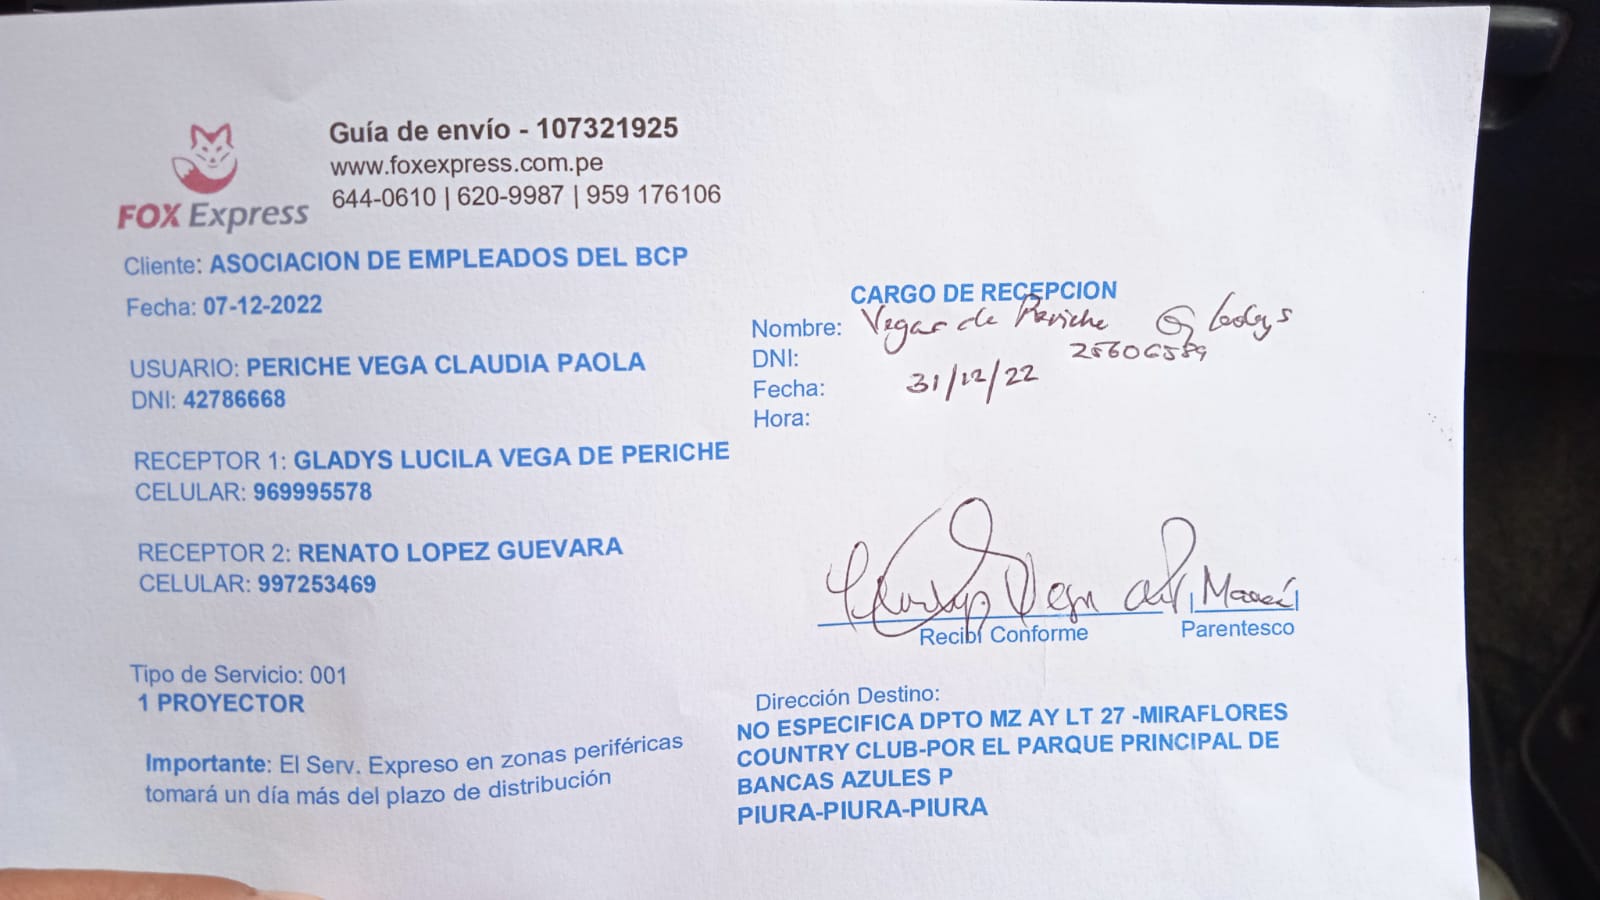 FOX Express
Guía de envío - 107321925
www.foxexpress.com.pe
644-0610 | 620-9987 | 959 176106
Cliente: ASOCIACION DE EMPLEADOS DEL BCP
Fecha: 07-12-2022
USUARIO: PERICHE VEGA CLAUDIA PAOLA
DNI: 42786668
RECEPTOR 1: GLADYS LUCILA VEGA DE PERICHE
CELULAR: 969995578
RECEPTOR 2: RENATO LOPEZ GUEVARA
CELULAR: 997253469
Tipo de Servicio: 001
1 PROYECTOR
Importante: El Serv. Expreso en zonas periféricas
tomará un día más del plazo de distribución
CARGO DE RECEPCION
Nombre: Vegas de Periche Gladys
DNI: 25606589
Fecha: 31/12/22
Hora:
Recibí Conforme
Parentesco
Dirección Destino:
NO ESPECIFICA DPTO MZ AY LT 27 -MIRAFLORES
COUNTRY CLUB-POR EL PARQUE PRINCIPAL DE
BANCAS AZULES P
PIURA-PIURA-PIURA